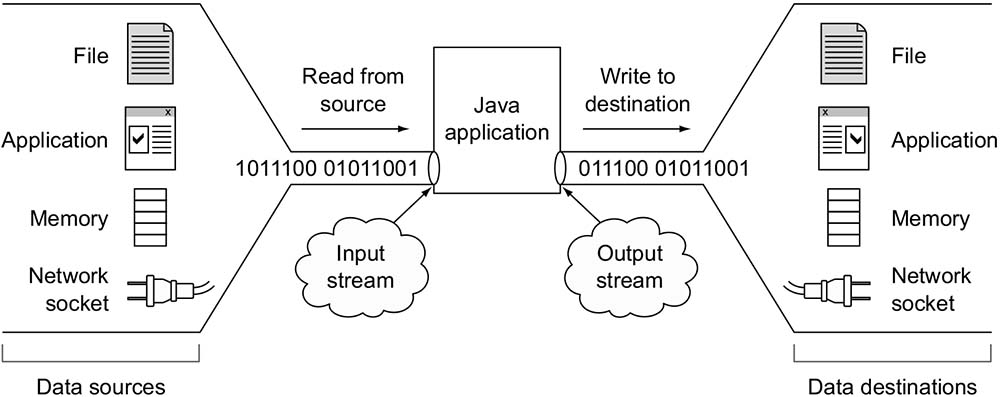 File
Application
Memory
Network
socket
Data sources
Read from
source
1011100 01011001
Input
stream
Java
application
Write to
destination
011100 01011001
Output
stream
File
Application
Memory
Network
socket
Data destinations
X
X